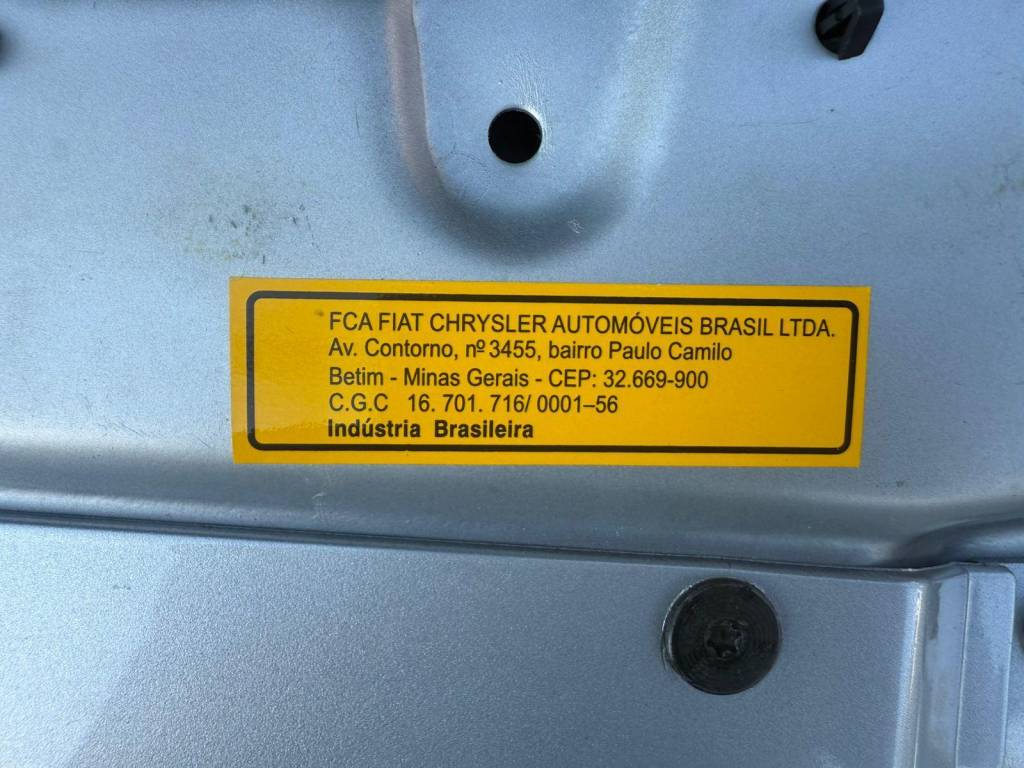 FCA FIAT CHRYSLER AUTOMÓVEIS BRASIL LTDA.
Av. Contorno, nº 3455, bairro Paulo Camilo
Betim - Minas Gerais - CEP: 32.669-900
C.G.C 16. 701. 716/ 0001–56
Indústria Brasileira